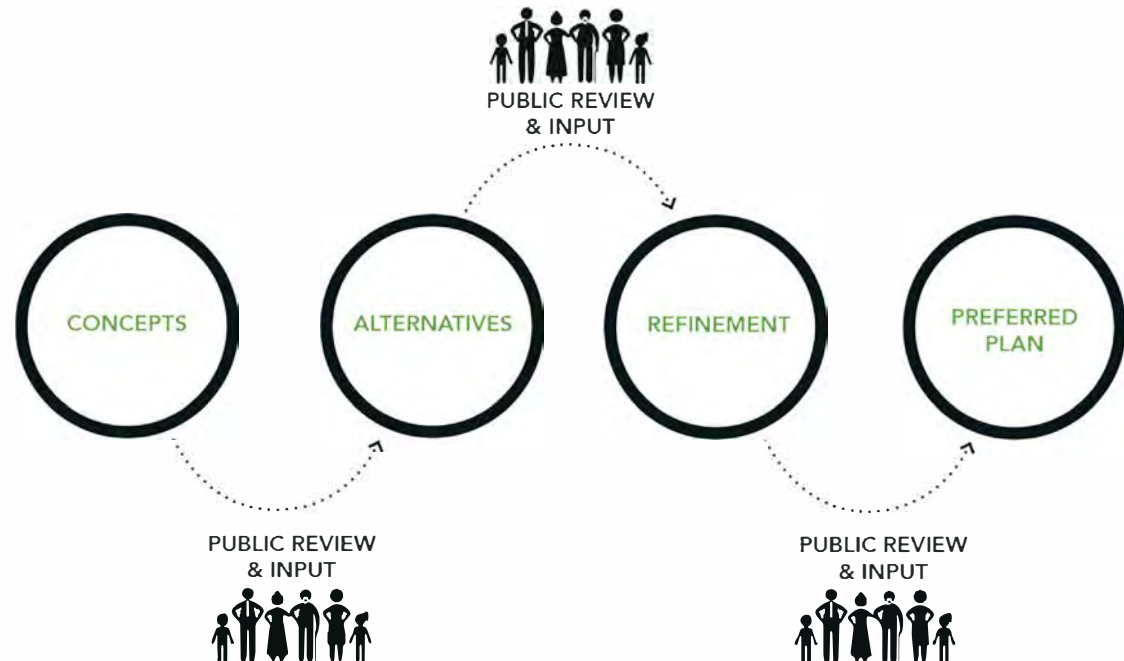 PUBLIC REVIEW
& INPUT
CONCEPTS
ALTERNATIVES
REFINEMENT
PREFERRED
PLAN
PUBLIC REVIEW
& INPUT
PUBLIC REVIEW
& INPUT